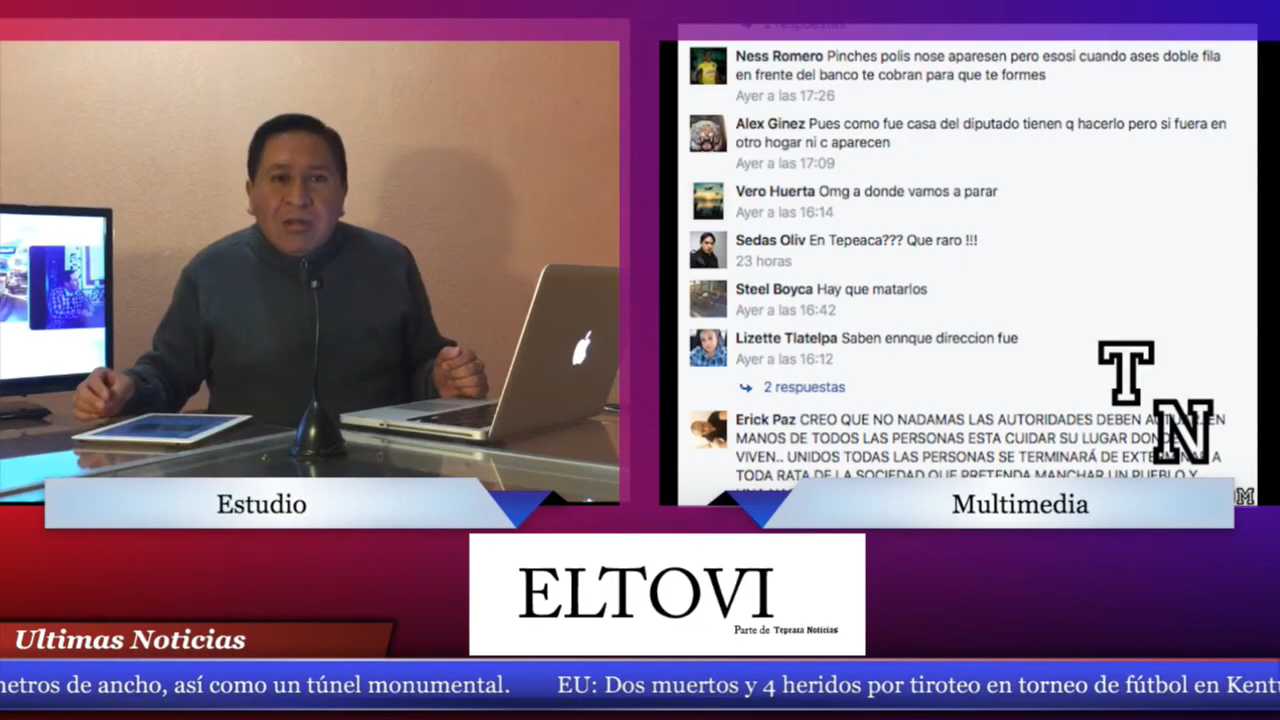 Ness Romero Pinches polis nose aparesen pero esosi cuando ases doble fila
en frente del banco te cobran para que te formes
Ayer a las 17:26
Alex Ginez Pues como fue casa del diputado tienen q hacerlo pero si fuera en
otro hogar ni c aparecen
Ayer a las 17:09
Vero Huerta Omg a donde vamos a parar
Ayer a las 16:14
Sedas Oliv En Tepeaca??? Que raro !!!
23 horas
Steel Boyca Hay que matarlos
Ayer a las 16:42
Lizette Tlatelpa Saben ennque direccion fue
Ayer a las 16:12
2 respuestas
Erick Paz CREO QUE NO NADAMAS LAS AUTORIDADES DEBEN EN
MANOS DE TODOS LAS PERSONAS ESTA CUIDAR SU LUGAR
VIVEN.. UNIDOS TODAS LAS PERSONAS SE TERMINARÁ DE A
TODA RATA DE LA SOCIEDAD QUE PRETENDA MANCHAR UN PUEBLO Y
T
N
Estudio
Multimedia
ELTOVI
Parte de Tepeaca Noticias
Ultimas Noticias
metros de ancho, así como un túnel monumental. EU: Dos muertos y 4 heridos por tiroteo en torneo de fútbol en Kentu